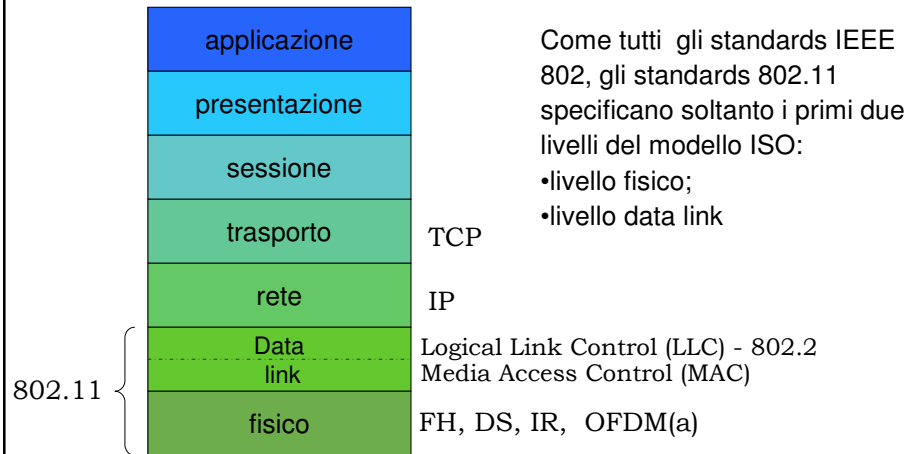 applicazione
presentazione
sessione
trasporto
TCP
rete
IP
Data
link
Logical Link Control (LLC) - 802.2
Media Access Control (MAC)
802.11
fisico
FH, DS, IR, OFDM(a)
Come tutti gli standards IEEE
802, gli standards 802.11
specificano soltanto i primi due
livelli del modello ISO:
•livello fisico;
•livello data link